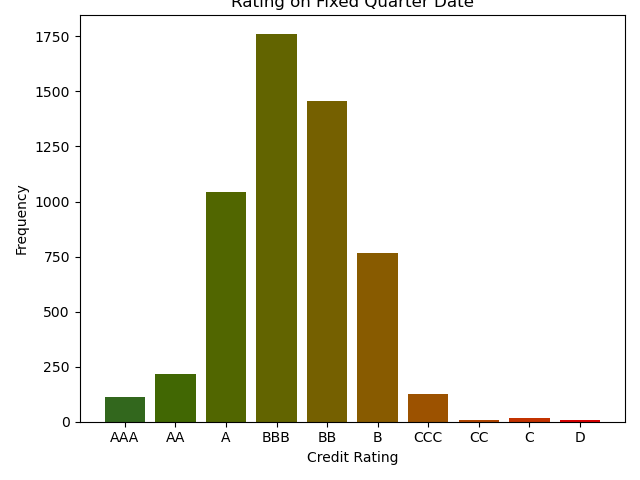 Rating on Fixed Quarter Date
1750
1500
1250
1000
750
500
250
0
Frequency
AAA AA A BBB BB B CCC CC C D
Credit Rating